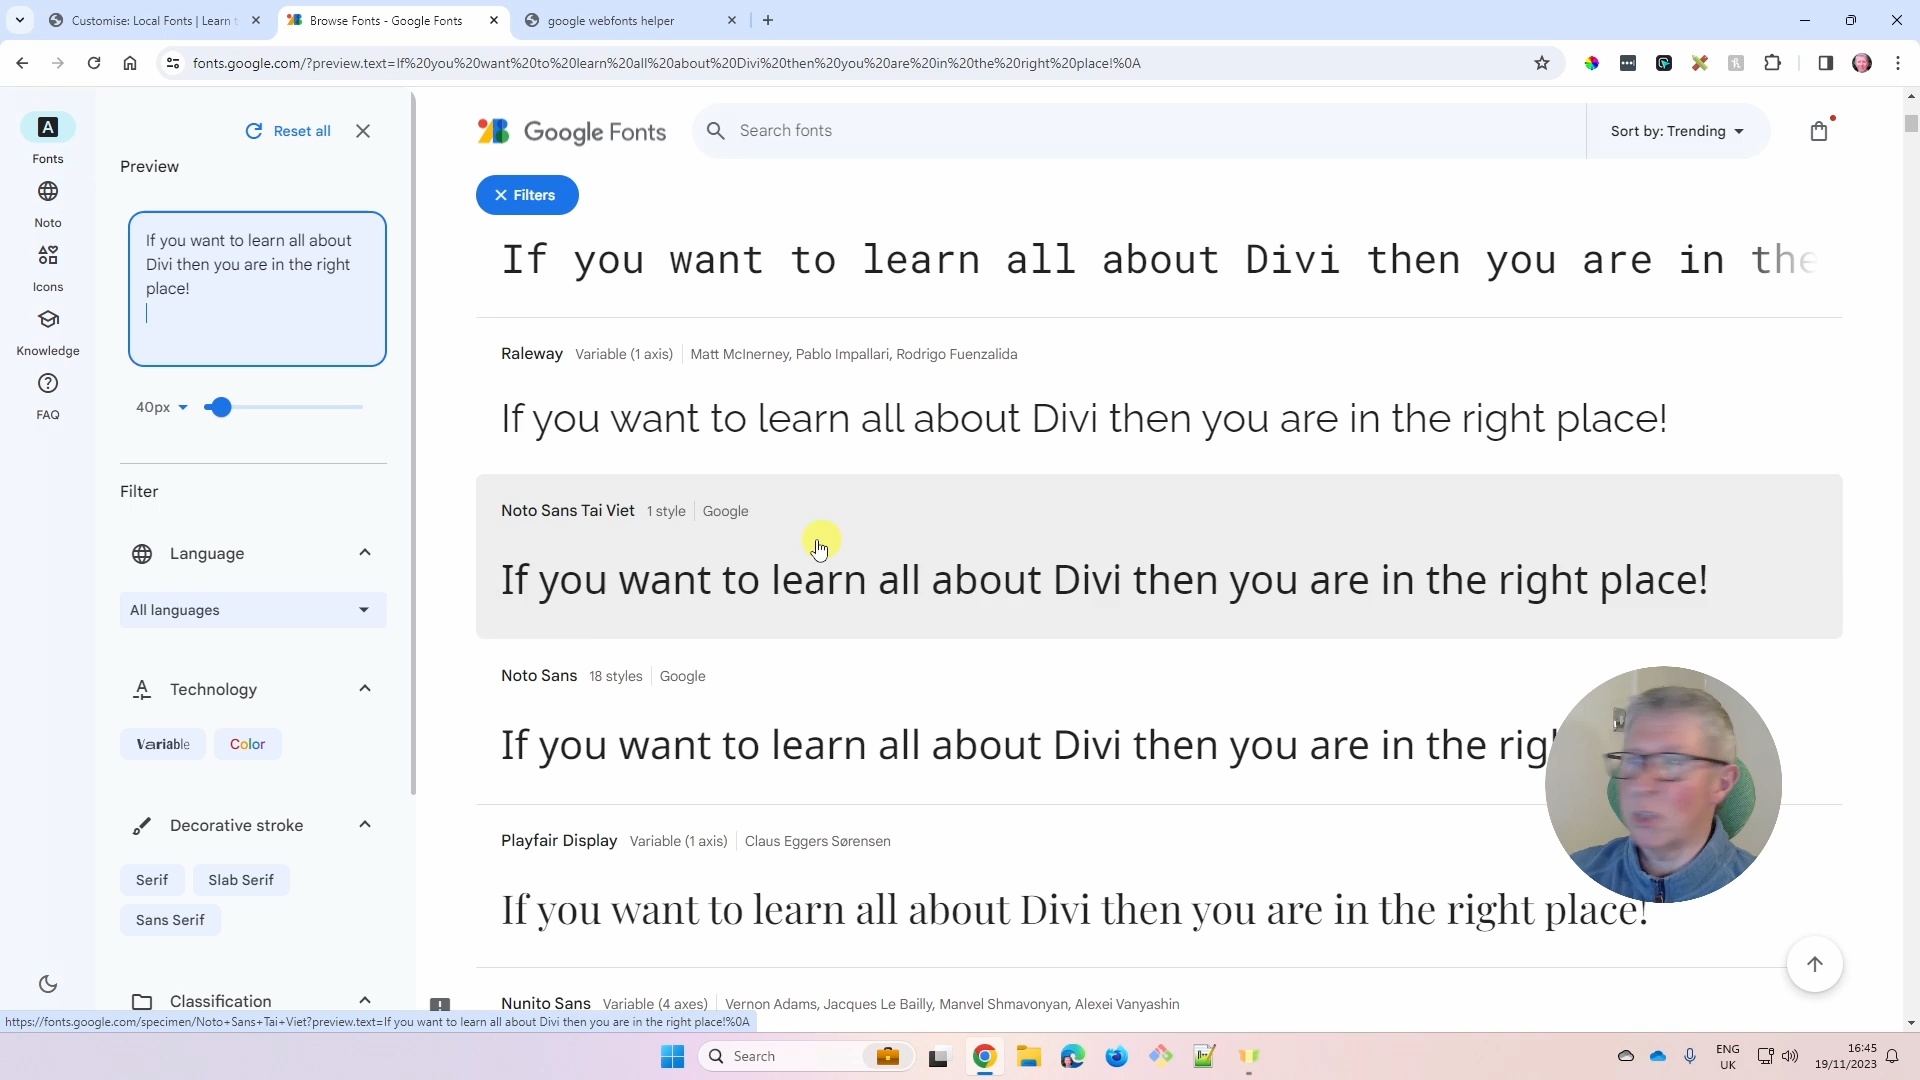 Customise: Local Fonts | Learn
Browse Fonts - Google Fonts
google webfonts helper
fonts.google.com/?preview.text=If%20you%20want%20to%20learn%20all%20about%20Divi%20then%20you%20are%20in%20the%20right%20place!%0A
A
Fonts
Noto
Icons
Knowledge
FAQ
Reset all
Preview
If you want to learn all about
Divi then you are in the right
place!
40px
Filter
Language
All languages
Technology
Variable
Color
Decorative stroke
Serif
Slab Serif
Sans Serif
Classification
Google Fonts
Search fonts
Sort by: Trending
Filters
If you want to learn all about Divi then you are in the
Raleway Variable (1 axis) Matt McInerney, Pablo Impallari, Rodrigo Fuenzalida
If you want to learn all about Divi then you are in the right place!
Noto Sans Tai Viet 1 style Google
If you want to learn all about Divi then you are in the right place!
Noto Sans 18 styles Google
If you want to learn all about Divi then you are in the
Playfair Display Variable (1 axis) Claus Eggers Sørensen
If you want to learn all about Divi then you are in the right place!
Nunito Sans Variable (4 axes) Vernon Adams, Jacques Le Bailly, Manvel Shmavonyan, Alexei Vanyashin
https://fonts.google.com/specimen/Noto+Sans+Tai+Viet?preview.text=If you want to learn all about Divi then you are in the right place!%0A
Search
ENG
UK
16:45
19/11/2023